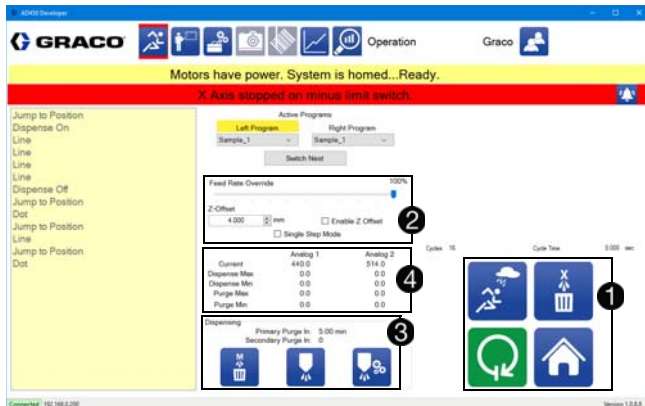 AD450 Developer
GRACO
Operation
Graco
Motors have power. System is homed...Ready.
X Axis stopped on minus limit switch.
Jump to Position
Dispense On
Line
Line
Line
Line
Dispense Off
Jump to Position
Dot
Jump to Position
Line
Jump to Position
Dot
Active Programs
Left Program Right Program
Sample_1 Sample_1
Switch Next
Feed Rate Override 100%
Z-Offset
4.000 mm Enable Z Offset
Single Step Mode
2
Analog 1 Analog 2
Current 440.0 514.0
Dispense Max 0.0 0.0
Dispense Min 0.0 0.0
Purge Max 0.0 0.0
Purge Min 0.0 0.0
4
Dispensing
Primary Purge In: 5.00 min
Secondary Purge In: 0
M
3
Cycles 16 Cycle Time 0.000 sec
X
1
Connected 192.168.0.200 Version 1.0.8.8